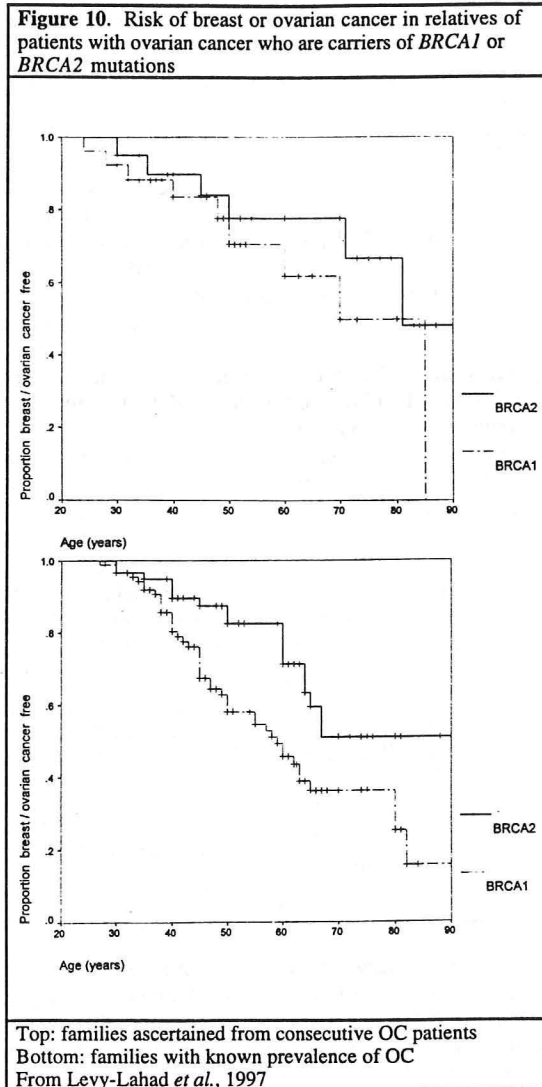 Figure 10. Risk of breast or ovarian cancer in relatives of
patients with ovarian cancer who are carriers of BRCA1 or
BRCA2 mutations
Proportion breast / ovarian cancer free
1.0
.8
.6
.4
.2
.0
20 30 40 50 60 70 80 90
Age (years)
BRCA2
BRCA1
Proportion breast / ovarian cancer free
1.0
.8
.6
.4
.2
.0
20 30 40 50 60 70 80 90
Age (years)
BRCA2
BRCA1
Top: families ascertained from consecutive OC patients
Bottom: families with known prevalence of OC
From Levy-Lahad et al., 1997